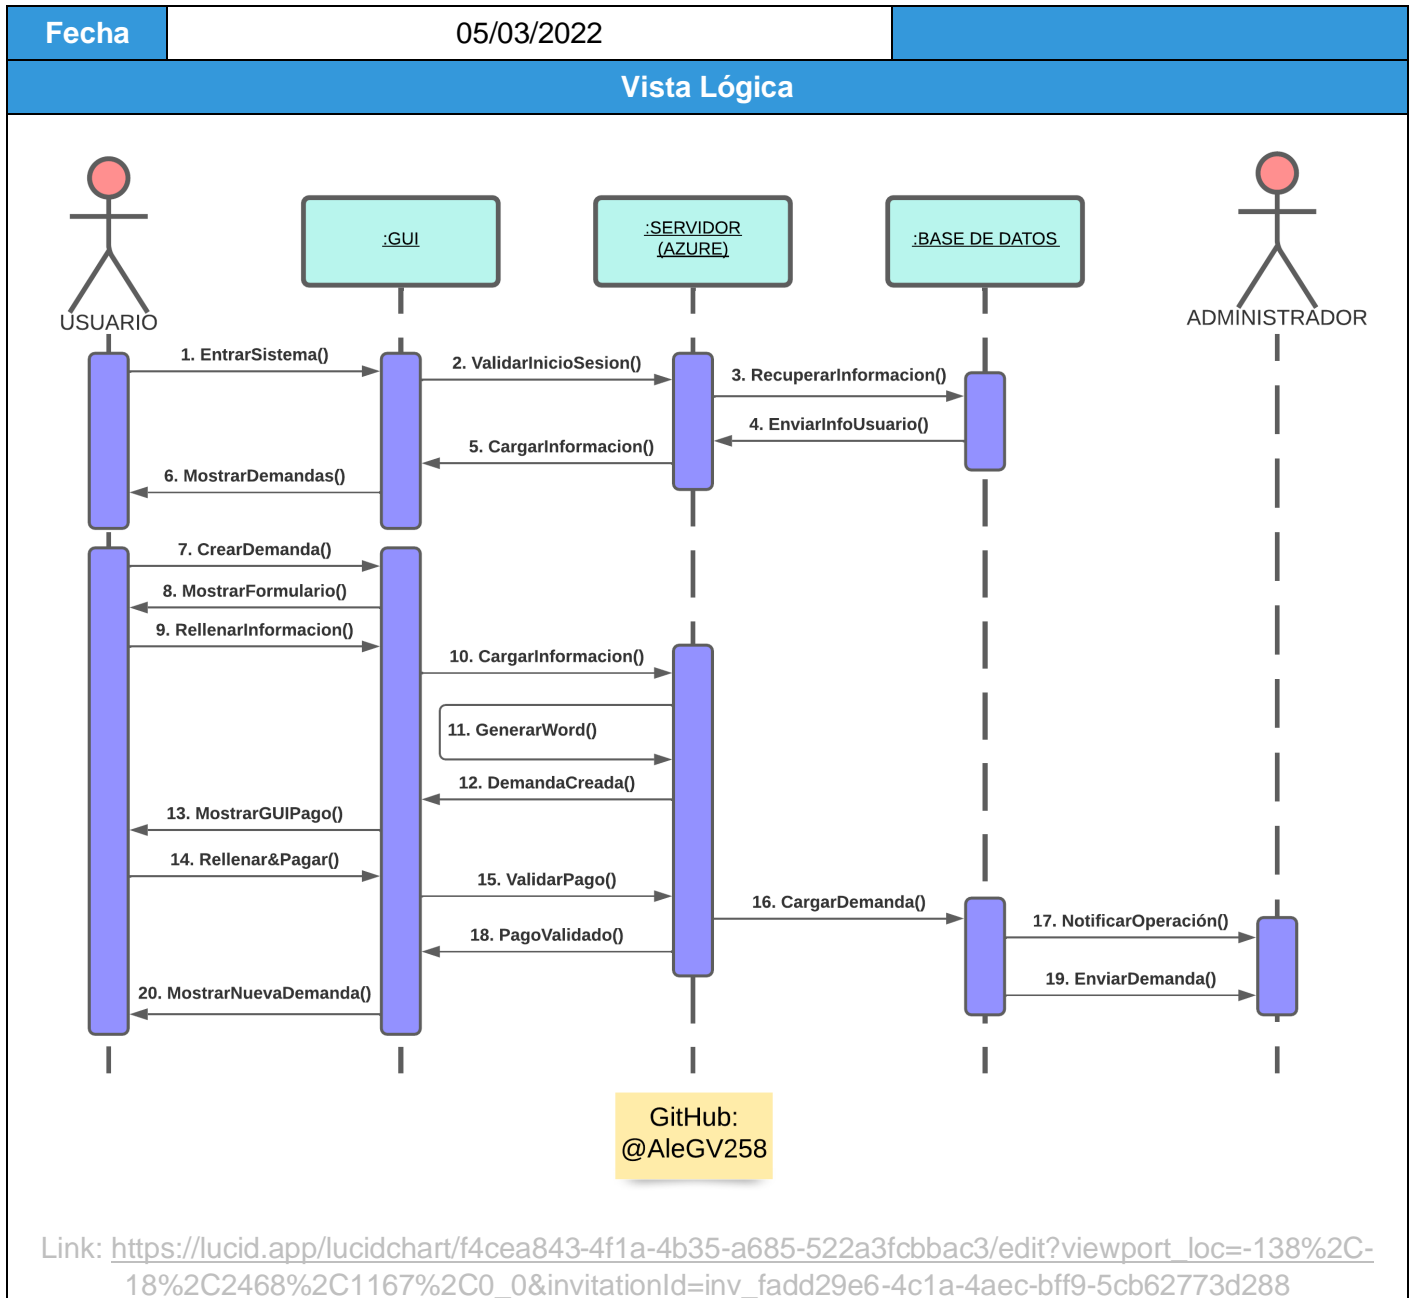 Fecha
05/03/2022
Vista Lógica
:GUI
:SERVIDOR
(AZURE)
:BASE DE DATOS
USUARIO
ADMINISTRADOR
1. EntrarSistema()
2. ValidarInicioSesion()
3. RecuperarInformacion()
4. EnviarInfoUsuario()
5. CargarInformacion()
6. MostrarDemandas()
7. CrearDemanda()
8. MostrarFormulario()
9. RellenarInformacion()
10. CargarInformacion()
11. GenerarWord()
12. DemandaCreada()
13. MostrarGUIPago()
14. Rellenar&Pagar()
15. ValidarPago()
16. CargarDemanda()
17. NotificarOperación()
18. PagoValidado()
19. EnviarDemanda()
20. MostrarNuevaDemanda()
GitHub:
@AleGV258
Link: https://lucid.app/lucidchart/f4cea843-4f1a-4b35-a685-522a3fcbbac3/edit?viewport_loc=-138%2C-
18%2C2468%2C1167%2C0_0&invitationId=inv_fadd29e6-4c1a-4aec-bff9-5cb62773d288